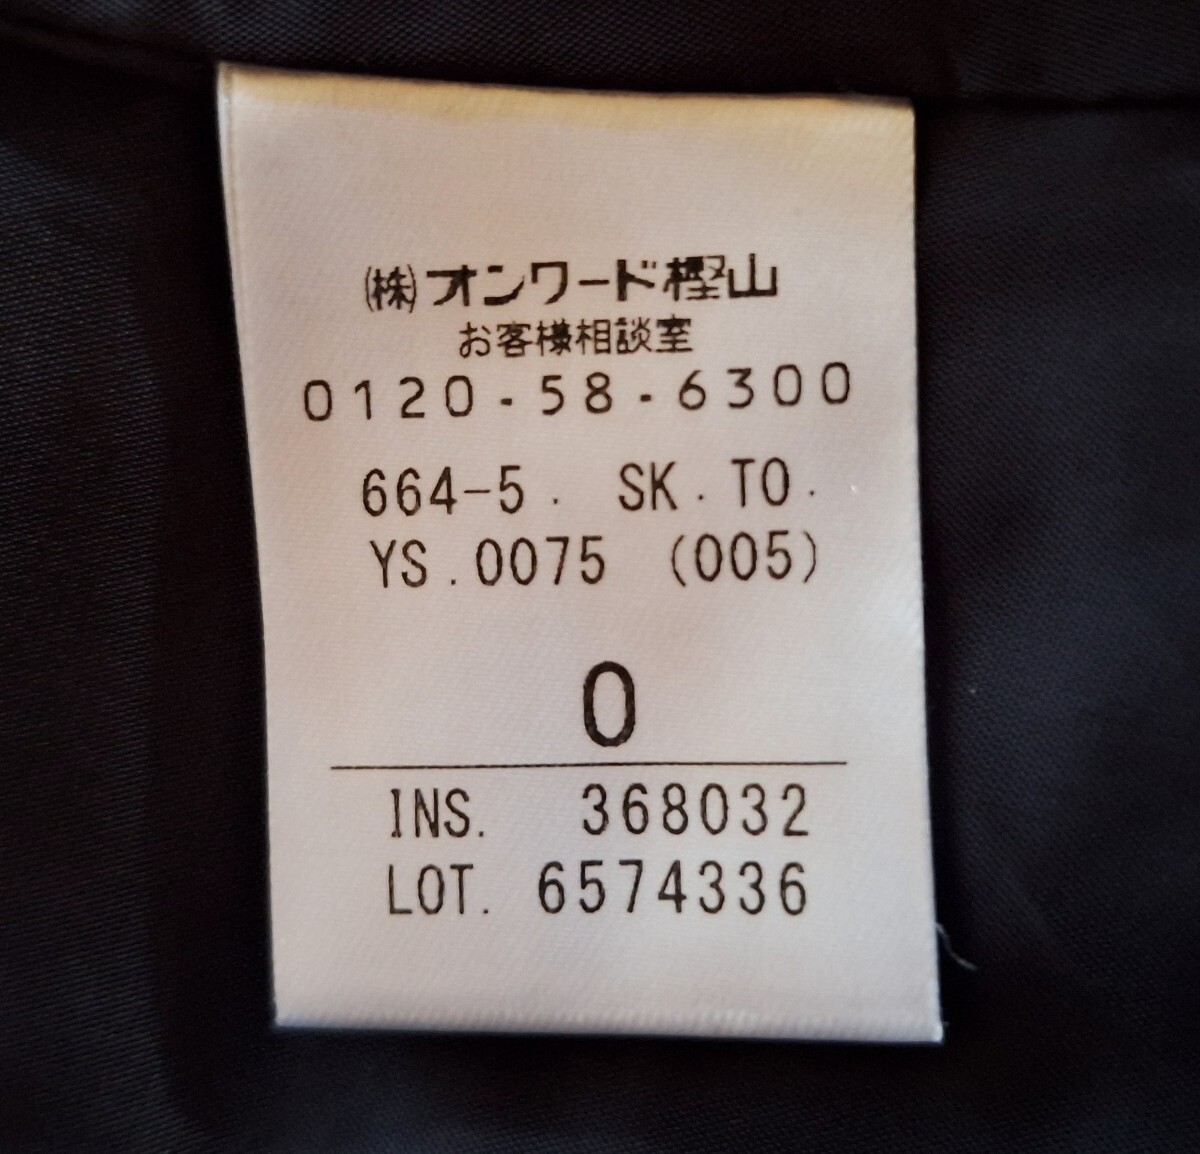 ㈱オンワード樫山
お客様相談室
0120-58-6300
664-5. SK.TO.
YS.0075 (005)
0
INS. 368032
LOT. 6574336